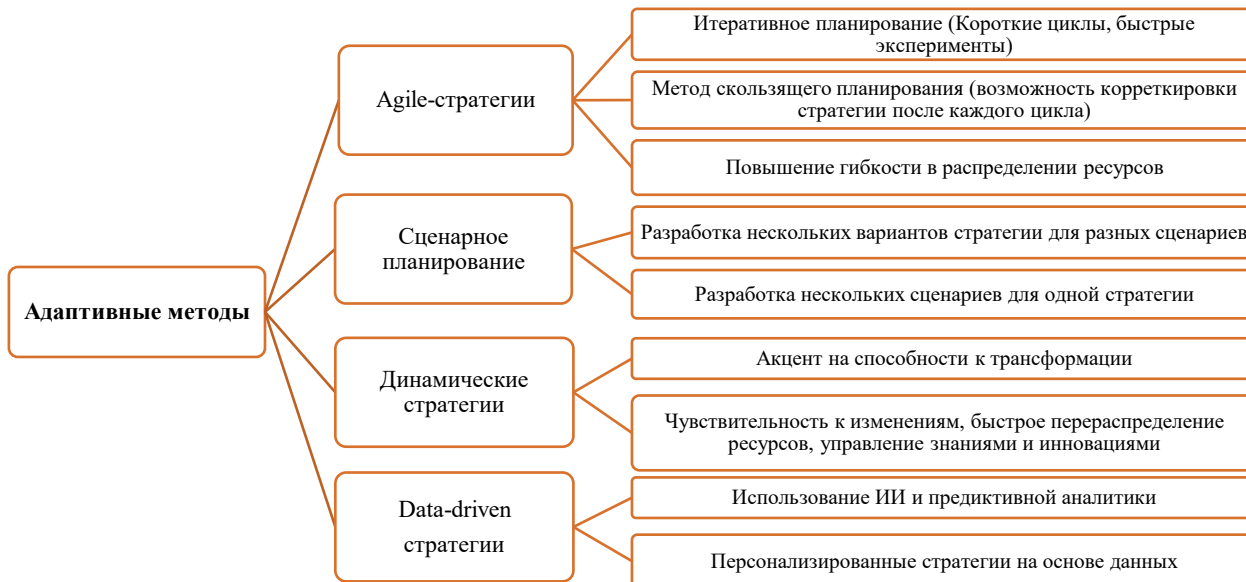 Адаптивные методы
Agile-стратегии
Итеративное планирование (Короткие циклы, быстрые
эксперименты)
Метод скользящего планирования (возможность корреткировки
стратегии после каждого цикла)
Повышение гибкости в распределении ресурсов
Сценарное
планирование
Разработка нескольких вариантов стратегии для разных сценариев
Разработка нескольких сценариев для одной стратегии
Динамические
стратегии
Акцент на способности к трансформации
Чувствительность к изменениям, быстрое перераспределение
ресурсов, управление знаниями и инновациями
Data-driven
стратегии
Использование ИИ и предиктивной аналитики
Персонализированные стратегии на основе данных